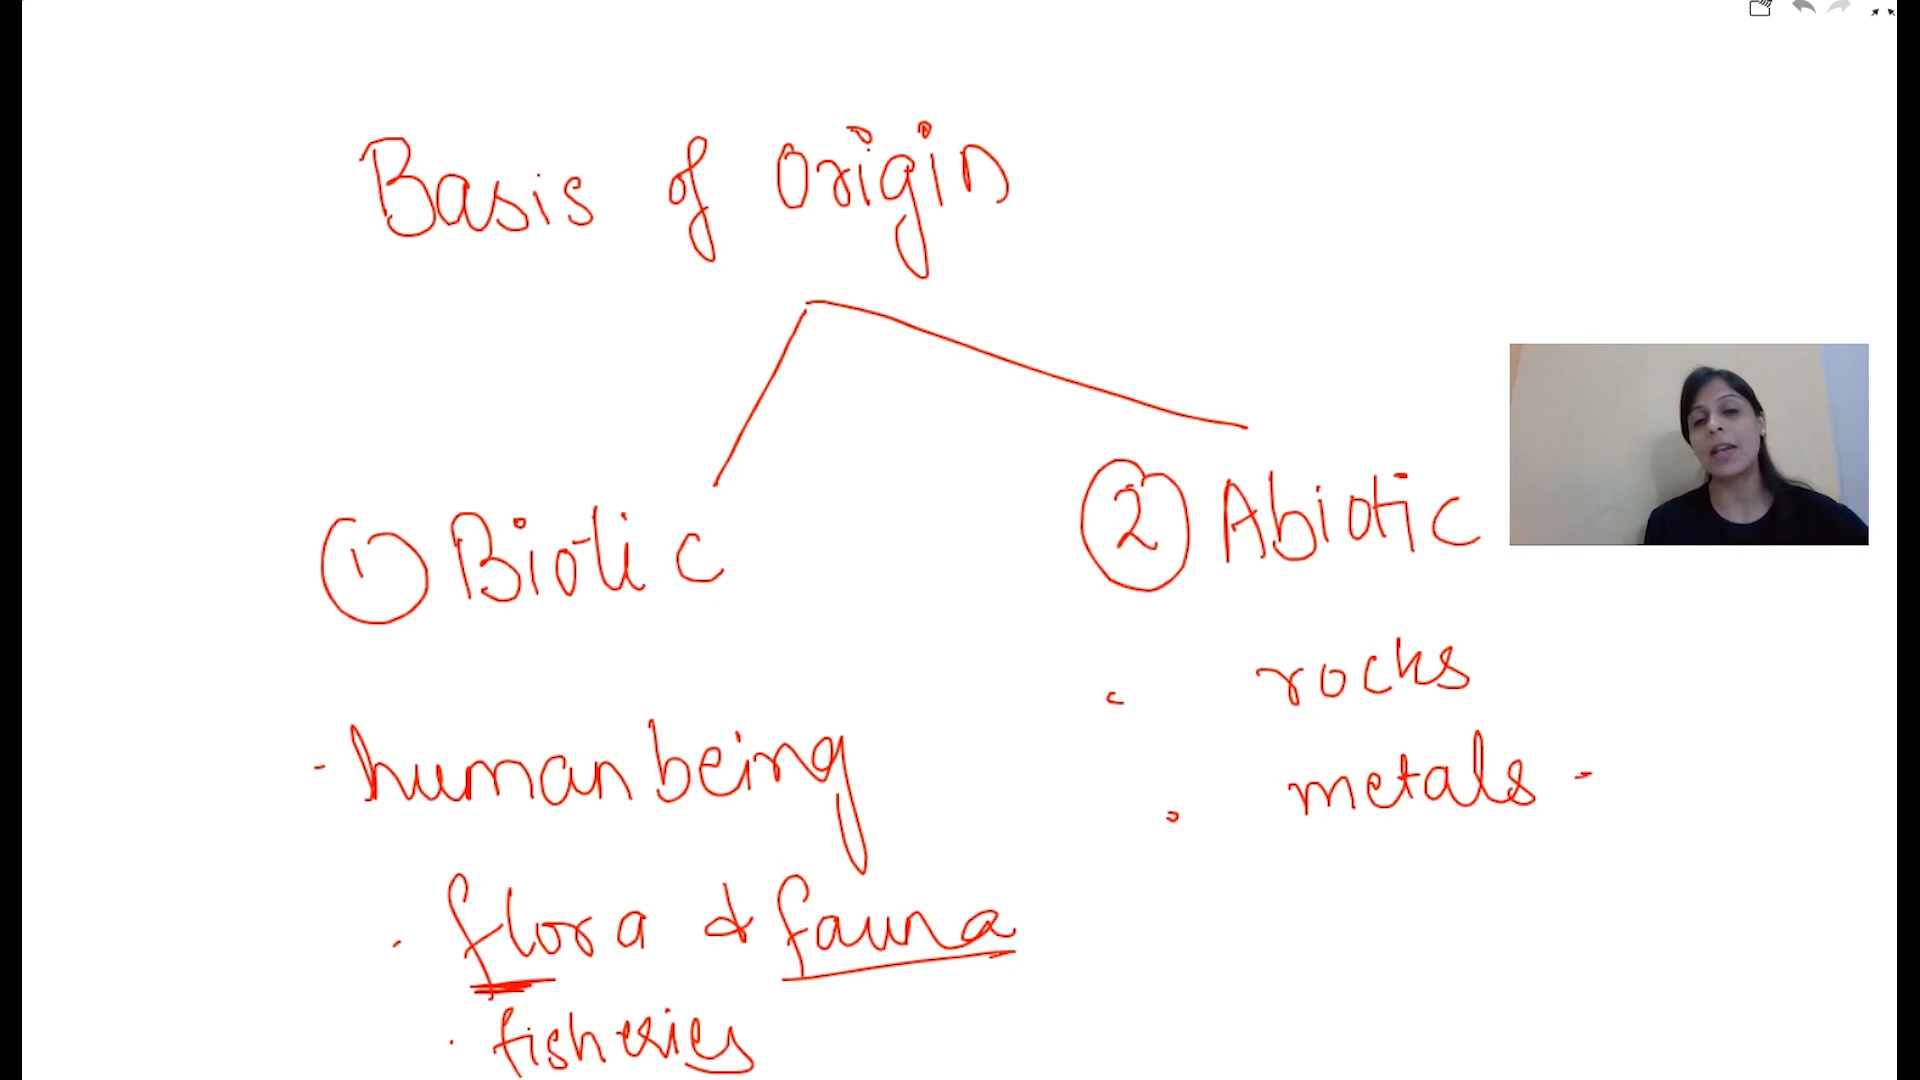 Basis of Origin
① Biotic
② Abiotic
- human being
· flora & fauna
· fisheries
· rocks
· metals -